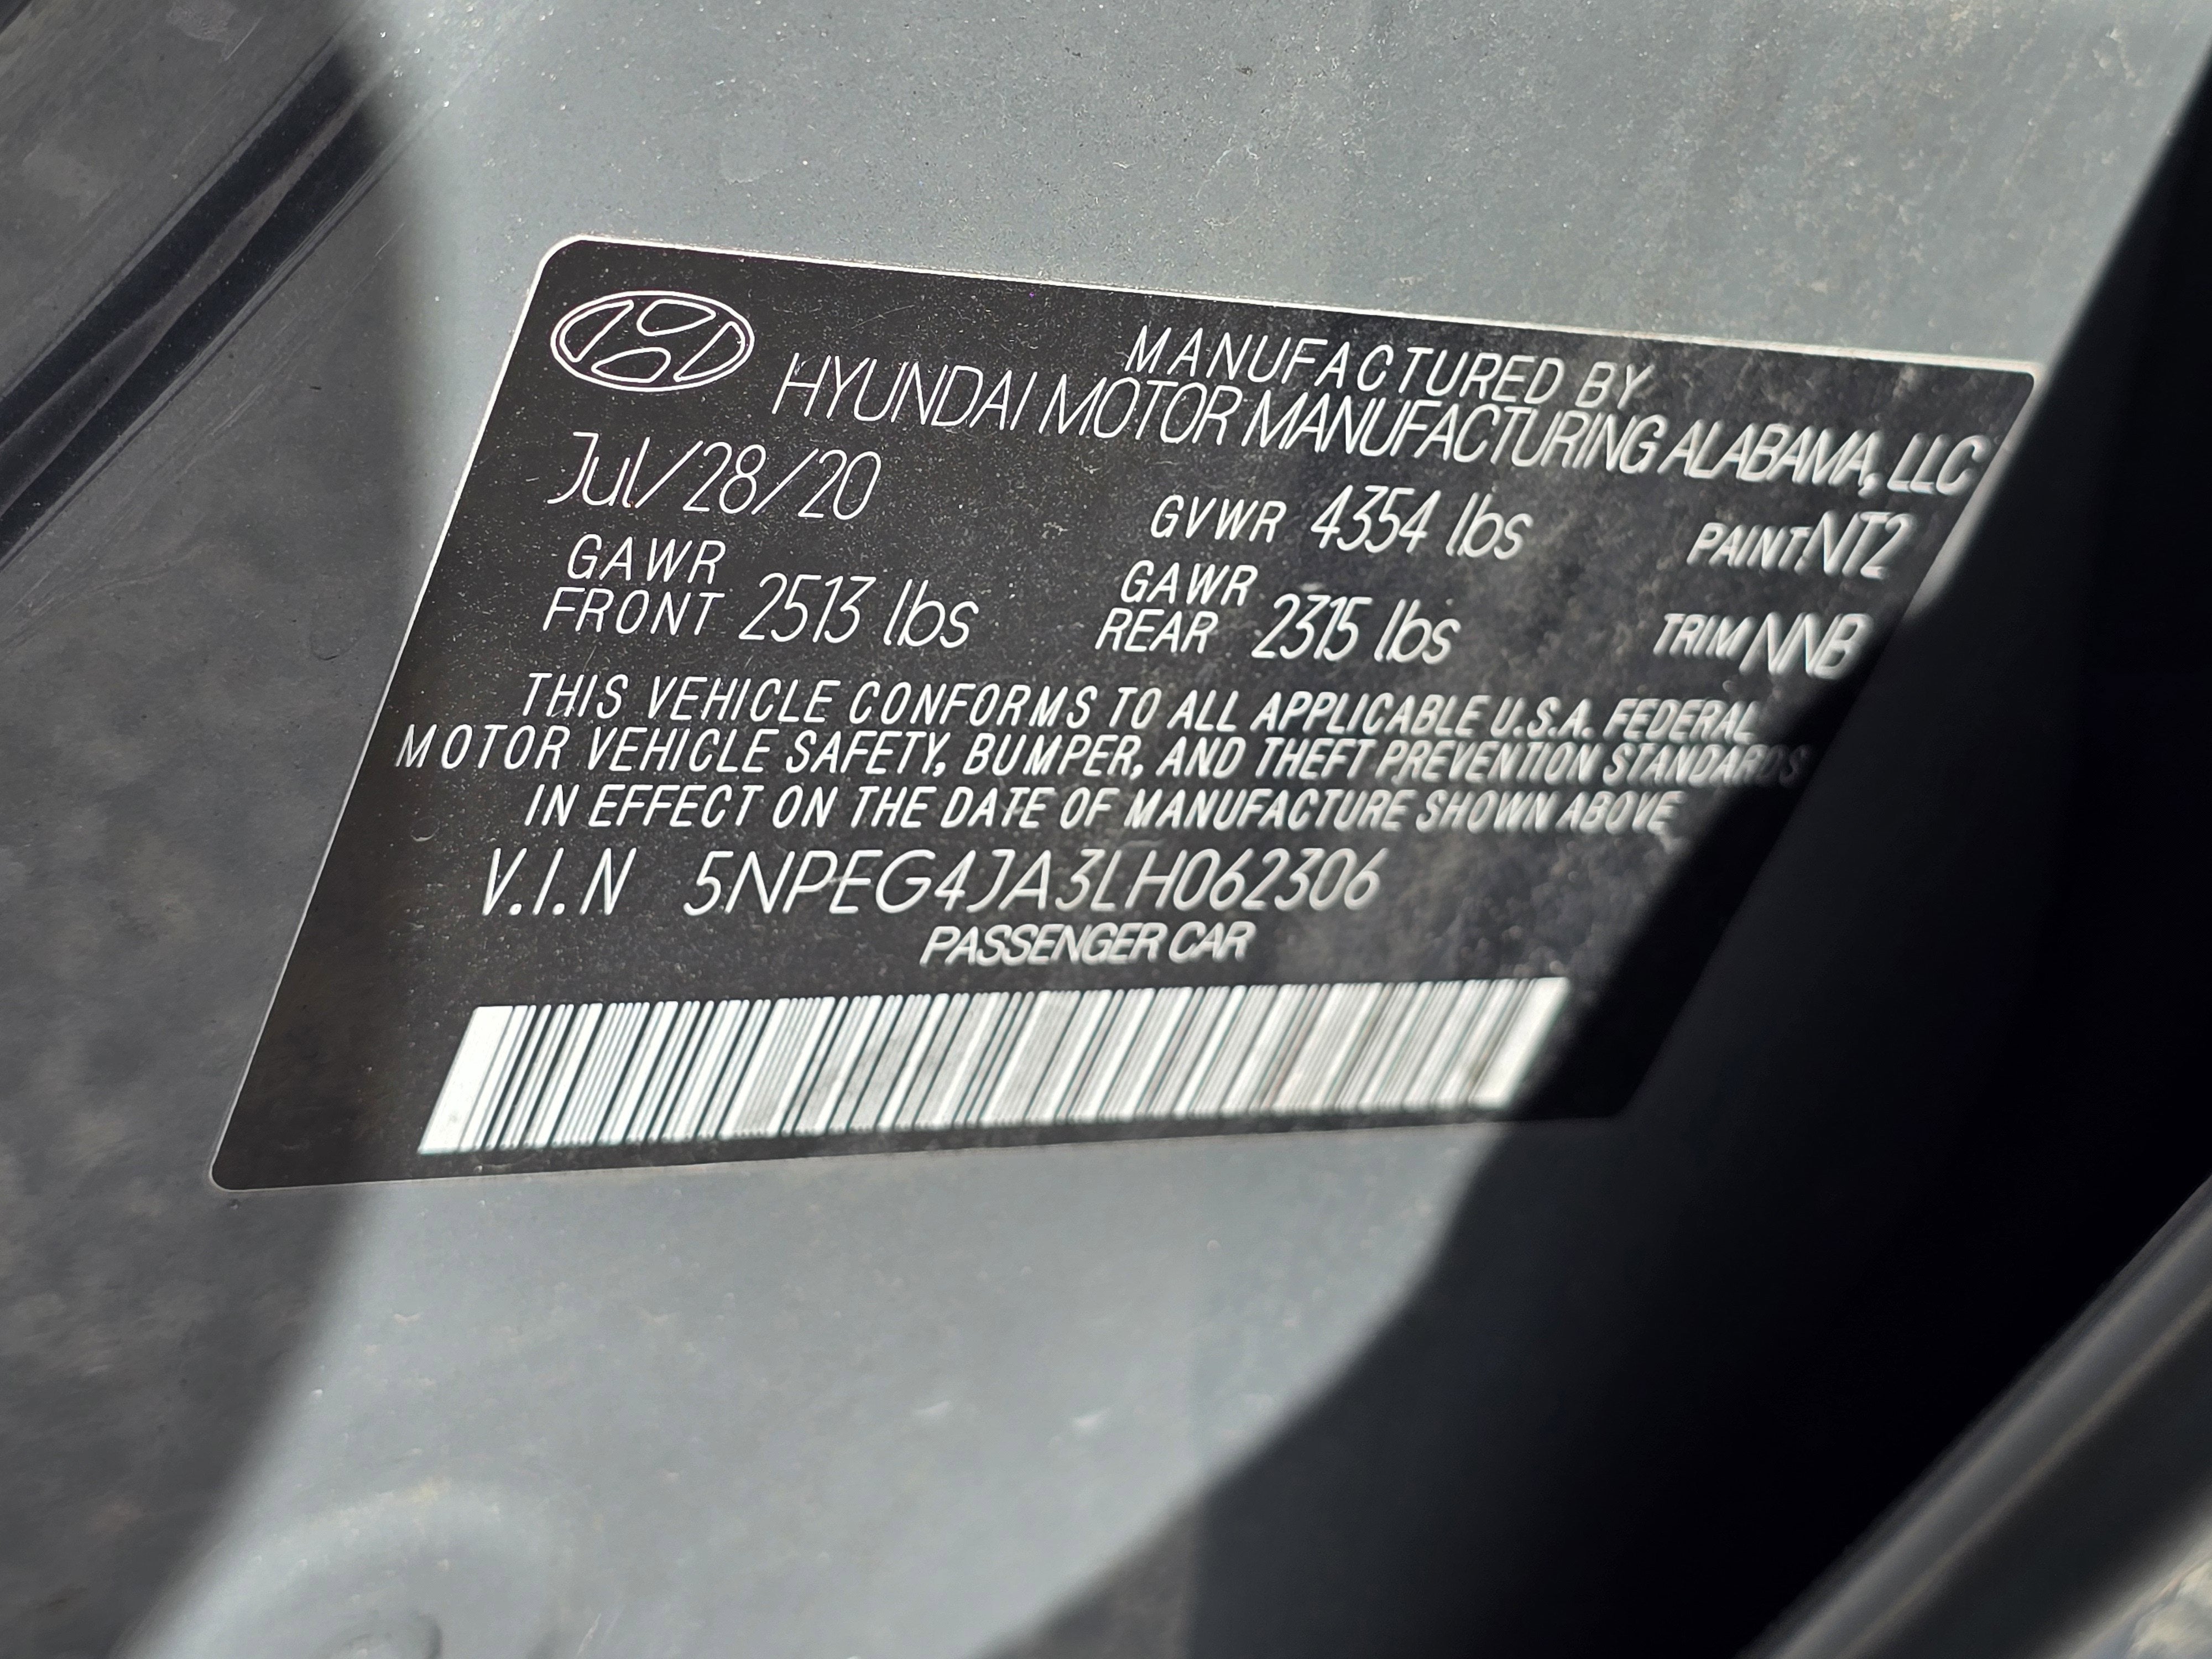 MANUFACTURED BY
HYUNDAI MOTOR MANUFACTURING ALABAMA, LLC
Jul/28/20 GVWR 4354 lbs PAINT:NT2
GAWR FRONT 2513 lbs GAWR REAR 2315 lbs TRIM NNB
THIS VEHICLE CONFORMS TO ALL APPLICABLE U.S.A. FEDERAL
MOTOR VEHICLE SAFETY, BUMPER, AND THEFT PREVENTION STANDARDS
IN EFFECT ON THE DATE OF MANUFACTURE SHOWN ABOVE
V.I.N 5NPEG4JA3LH062306
PASSENGER CAR